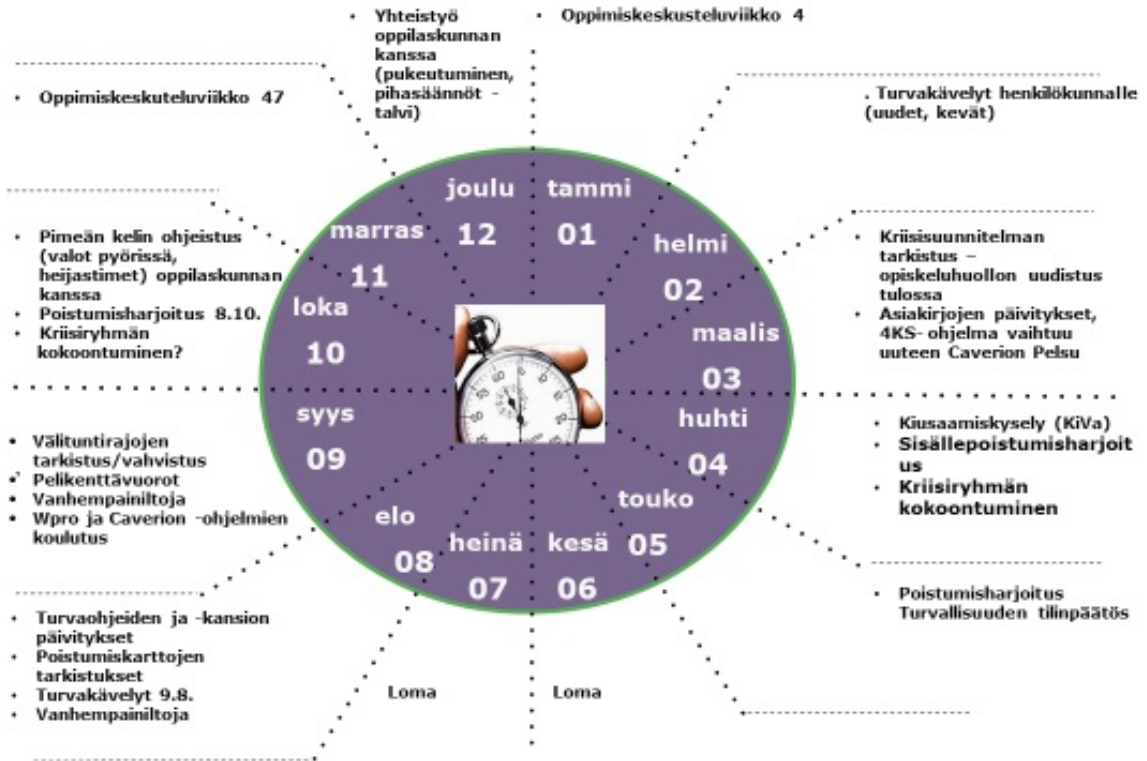 • Yhteistyö
oppilaskunnan
kanssa
(pukeutuminen,
pihasäännöt -
talvi)
• Oppimiskeskusteluviikko 4
• Oppimiskeskuteluviikko 47
. Turvakävelyt henkilökunnalle
(uudet, kevät)
• Pimeän kelin ohjeistus
(valot pyörissä,
heijastimet) oppilaskunnan
kanssa
• Poistumisharjoitus 8.10.
• Kriisiryhmän
kokoontuminen?
• Kriisisuunnitelman
tarkistus –
opiskeluhuollon uudistus
tulossa
• Asiakirjojen päivitykset,
4KS- ohjelma vaihtuu
uuteen Caverion Pelsu
joulu
12
tammi
01
marras
11
helmi
02
loka
10
maalis
03
syys
09
huhti
04
elo
08
touko
05
heinä
07
kesä
06
• Välituntirajojen
tarkistus/vahvistus
• Pelikenttävuorot
• Vanhempainiltoja
• Wpro ja Caverion -ohjelmien
koulutus
• Kiusaamiskysely (KiVa)
• Sisällepoistumisharjoit
us
• Kriisiryhmän
kokoontuminen
• Turvaohjeiden ja -kansion
päivitykset
• Poistumiskarttojen
tarkistukset
• Turvakävelyt 9.8.
• Vanhempainiltoja
• Poistumisharjoitus
Turvallisuuden tilinpäätös
Loma
Loma